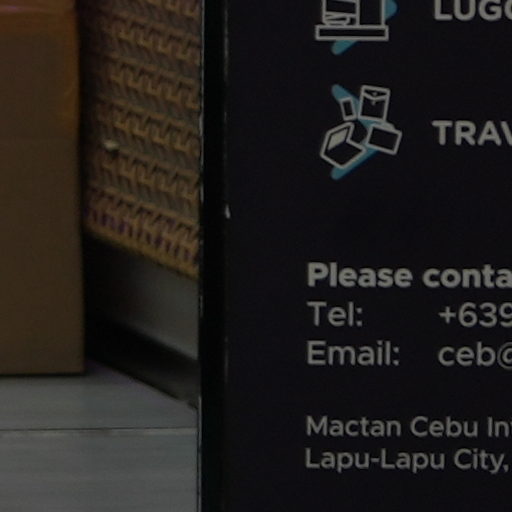 LUGG
TRAV
Please conta
Tel: +639
Email: ceb@
Mactan Cebu In
Lapu-Lapu City,